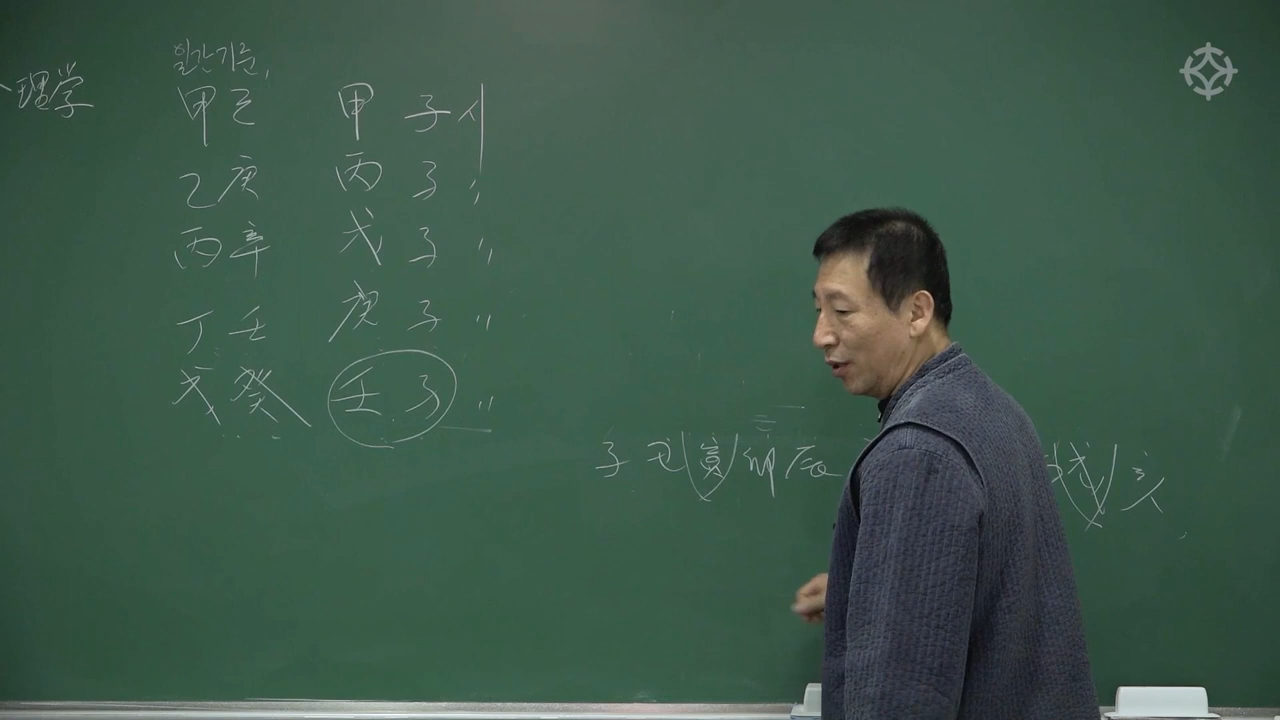 理学
일간기준,
甲己 甲 子시
乙庚 丙 子 〃
丙辛 戊 子 〃
丁壬 庚 子 〃
戊癸 壬 子 〃
子 丑 寅 卯 辰 戌 亥